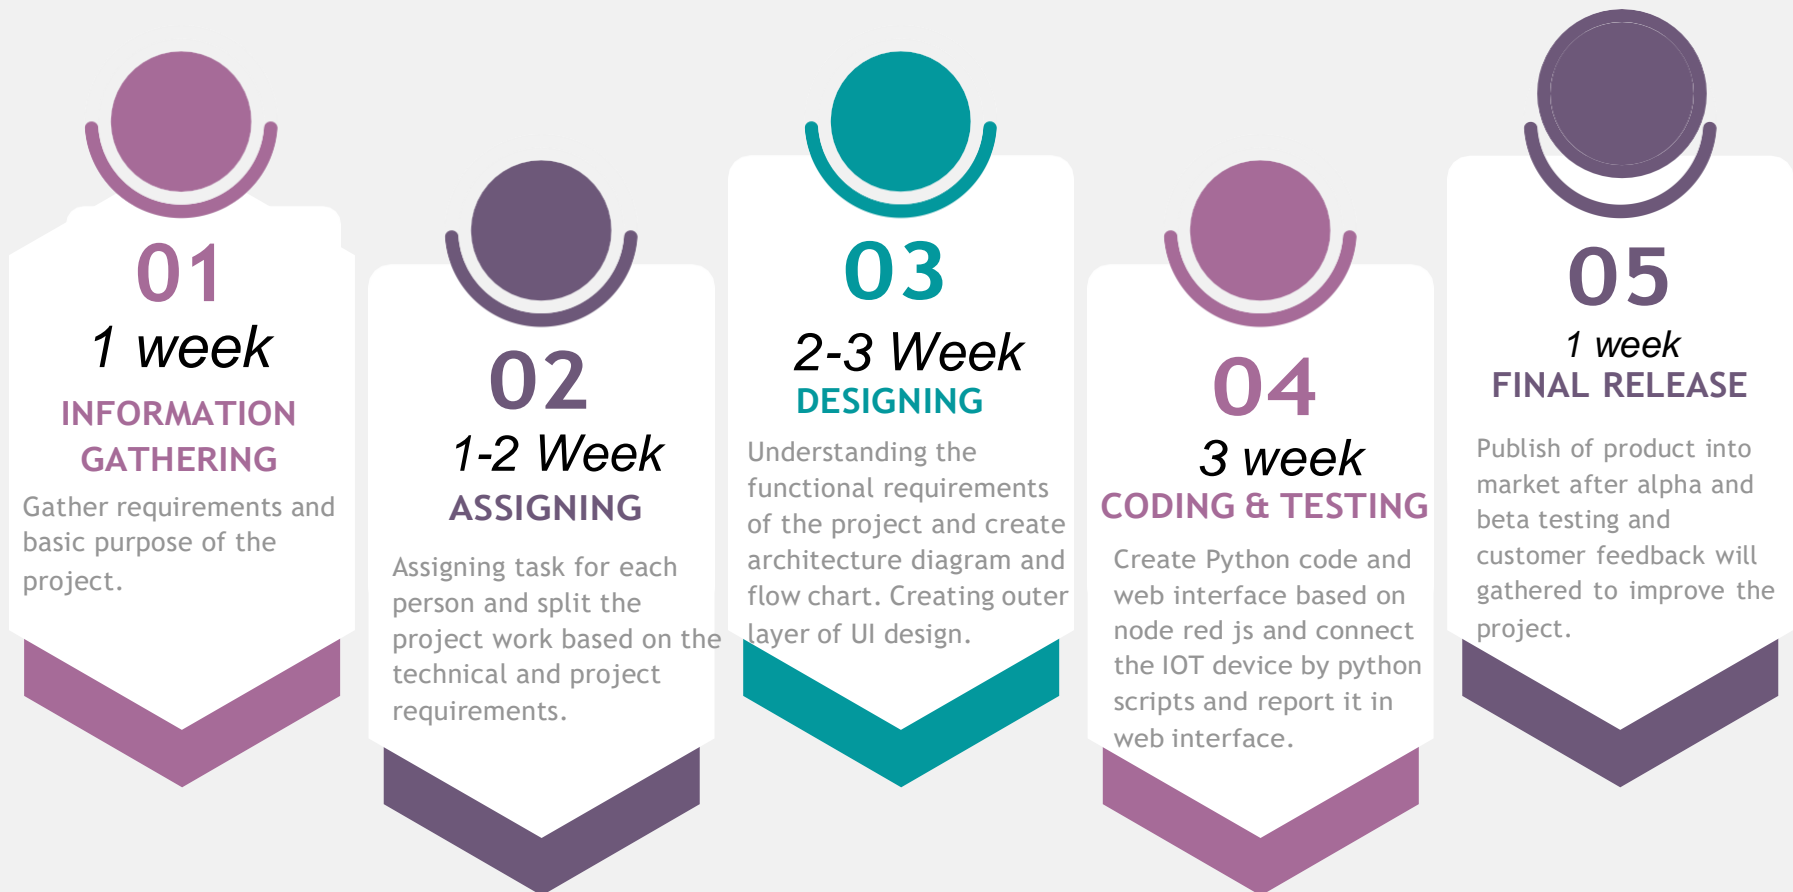 01
1 week
INFORMATION
GATHERING
Gather requirements and
basic purpose of the
project.
02
1-2 Week
ASSIGNING
Assigning task for each
person and split the
project work based on the
technical and project
requirements.
03
2-3 Week
DESIGNING
Understanding the
functional requirements
of the project and create
architecture diagram and
flow chart. Creating outer
layer of UI design.
04
3 week
CODING & TESTING
Create Python code and
web interface based on
node red js and connect
the IOT device by python
scripts and report it in
web interface.
05
1 week
FINAL RELEASE
Publish of product into
market after alpha and
beta testing and
customer feedback will
gathered to improve the
project.